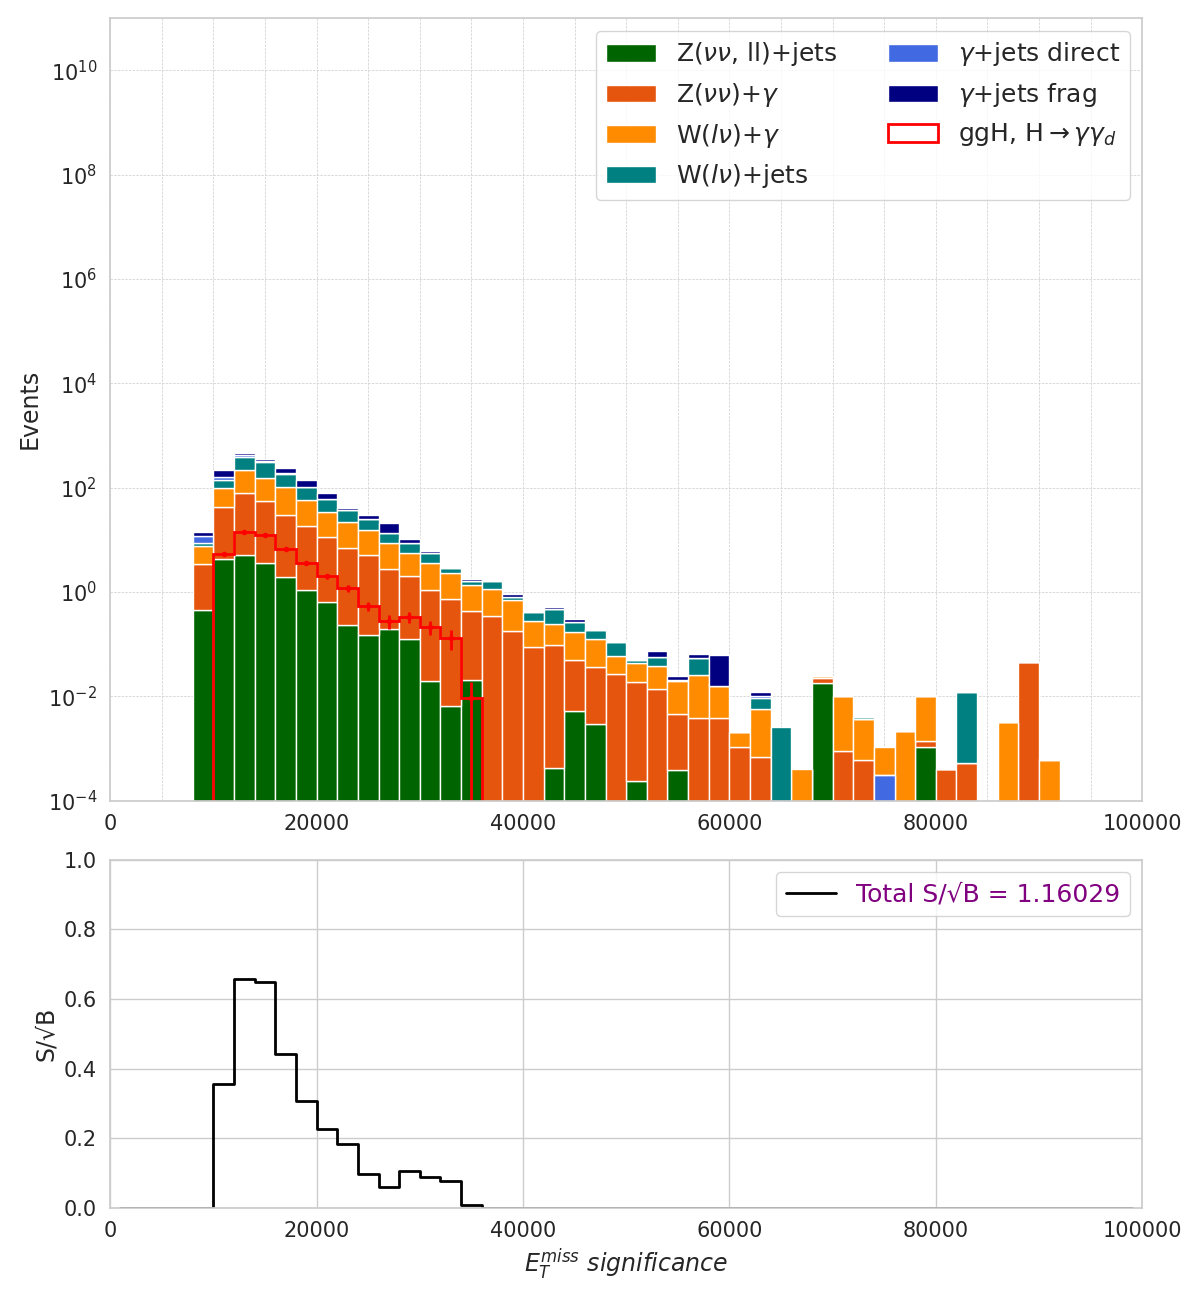 Z(νν, ll)+jets
Z(νν)+γ
W(lν)+γ
W(lν)+jets
γ+jets direct
γ+jets frag
ggH, H→γγ_d
Events
10^10
10^8
10^6
10^4
10^2
10^0
10^−2
10^−4
0 20000 40000 60000 80000 100000
Total S/√B = 1.16029
S/√B
1.0
0.8
0.6
0.4
0.2
0.0
0 20000 40000 60000 80000 100000
E_T^miss significance